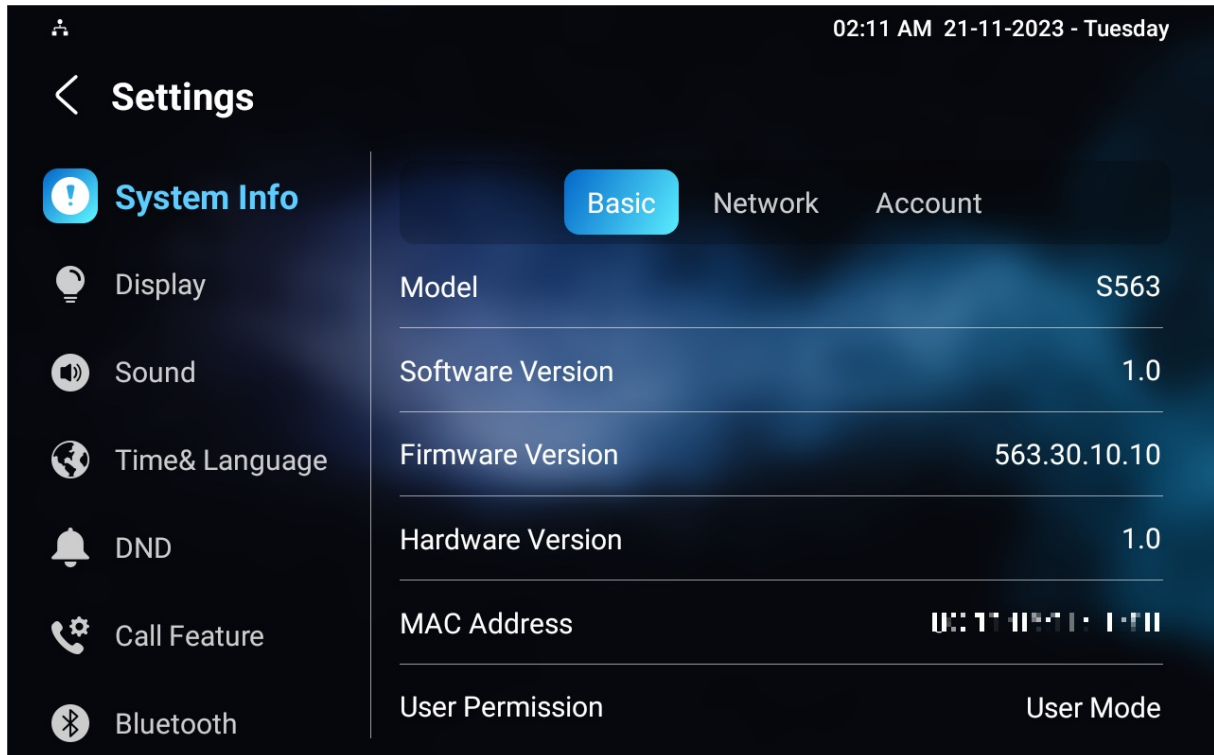 02:11 AM 21-11-2023 - Tuesday
Settings
System Info
Display
Sound
Time& Language
DND
Call Feature
Bluetooth
Basic Network Account
Model S563
Software Version 1.0
Firmware Version 563.30.10.10
Hardware Version 1.0
MAC Address
User Permission User Mode